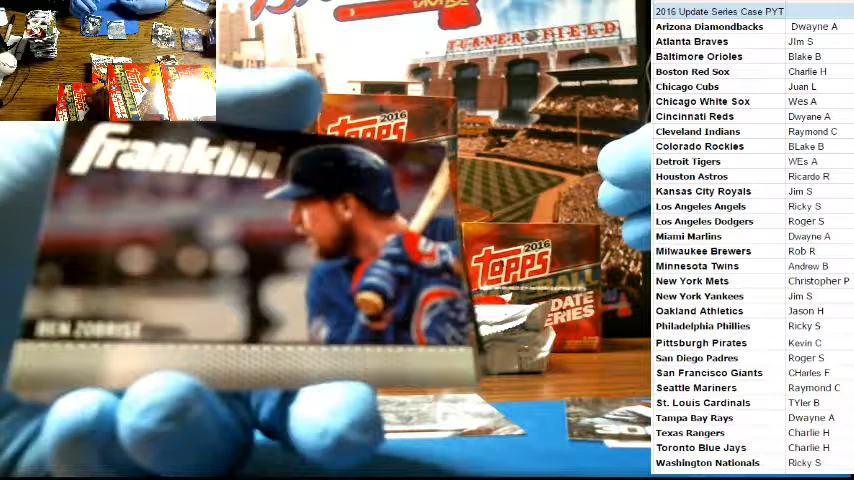 Franklin
BEN ZOBRIST
TURNER FIELD
2016
TOPPS
2016
TOPPS
DATE
ERIES
2016 Update Series Case PYT
Arizona Diamondbacks Dwayne A
Atlanta Braves JIm S
Baltimore Orioles Blake B
Boston Red Sox Charlie H
Chicago Cubs Juan L
Chicago White Sox Wes A
Cincinnati Reds Dwyane A
Cleveland Indians Raymond C
Colorado Rockies BLake B
Detroit Tigers WEs A
Houston Astros Ricardo R
Kansas City Royals Jim S
Los Angeles Angels Ricky S
Los Angeles Dodgers Roger S
Miami Marlins Dwayne A
Milwaukee Brewers Rob R
Minnesota Twins Andrew B
New York Mets Christopher P
New York Yankees Jim S
Oakland Athletics Jason H
Philadelphia Phillies Ricky S
Pittsburgh Pirates Kevin C
San Diego Padres Roger S
San Francisco Giants CHarles F
Seattle Mariners Raymond C
St. Louis Cardinals TYler B
Tampa Bay Rays Dwayne A
Texas Rangers Charlie H
Toronto Blue Jays Charlie H
Washington Nationals Ricky S